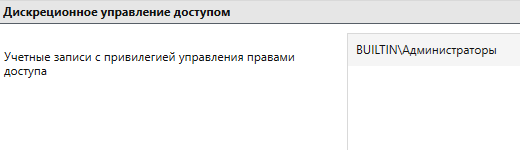 Дискреционное управление доступом
BUILTIN\Администраторы
Учетные записи с привилегией управления правами
доступа